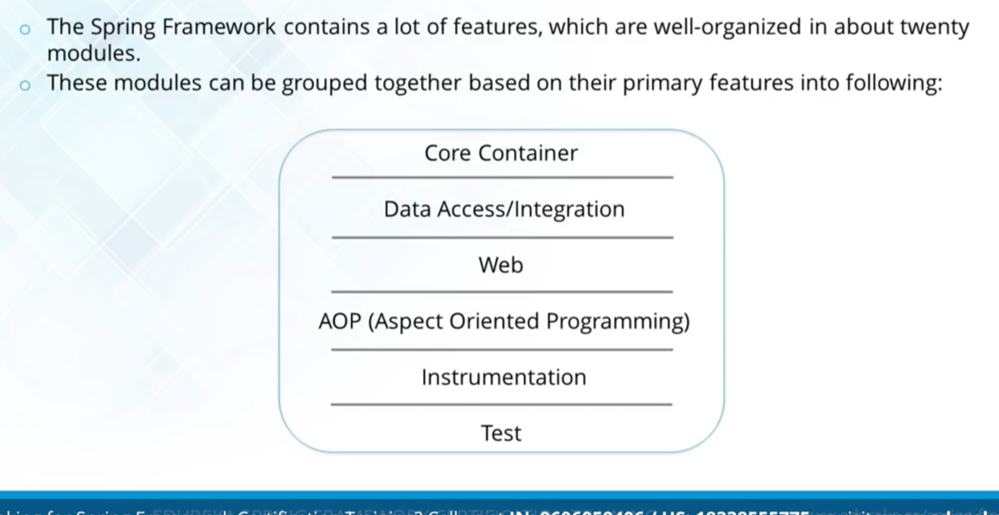 The Spring Framework contains a lot of features, which are well-organized in about twenty
modules.
These modules can be grouped together based on their primary features into following:
Core Container
Data Access/Integration
Web
AOP (Aspect Oriented Programming)
Instrumentation
Test